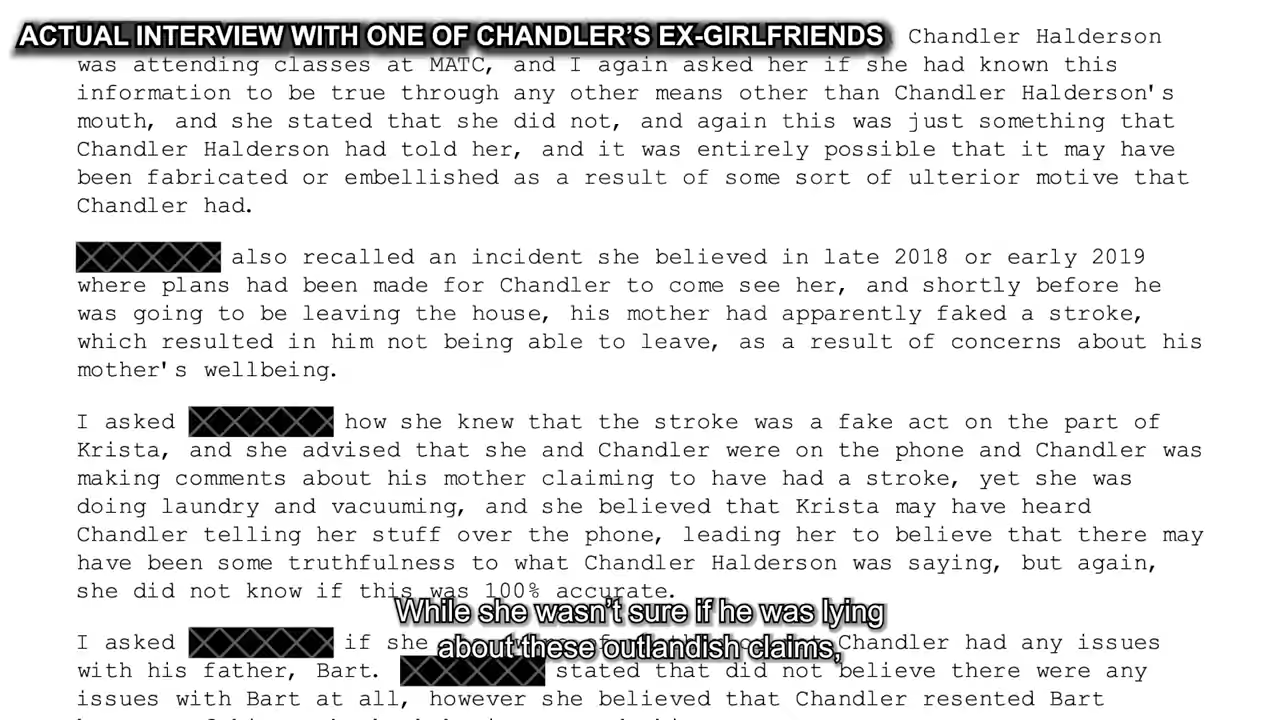 ACTUAL INTERVIEW WITH ONE OF CHANDLER'S EX-GIRLFRIENDS Chandler Halderson
was attending classes at MATC, and I again asked her if she had known this
information to be true through any other means other than Chandler Halderson's
mouth, and she stated that she did not, and again this was just something that
Chandler Halderson had told her, and it was entirely possible that it may have
been fabricated or embellished as a result of some sort of ulterior motive that
Chandler had.
also recalled an incident she believed in late 2018 or early 2019
where plans had been made for Chandler to come see her, and shortly before he
was going to be leaving the house, his mother had apparently faked a stroke,
which resulted in him not being able to leave, as a result of concerns about his
mother's wellbeing.
I asked how she knew that the stroke was a fake act on the part of
Krista, and she advised that she and Chandler were on the phone and Chandler was
making comments about his mother claiming to have had a stroke, yet she was
doing laundry and vacuuming, and she believed that Krista may have heard
Chandler telling her stuff over the phone, leading her to believe that there may
have been some truthfulness to what Chandler Halderson was saying, but again,
she did not know if this was 100% accurate.
While she wasn't sure if he was lying
I asked if she Chandler had any issues
about these outlandish claims,
with his father, Bart. stated that did not believe there were any
issues with Bart at all, however she believed that Chandler resented Bart